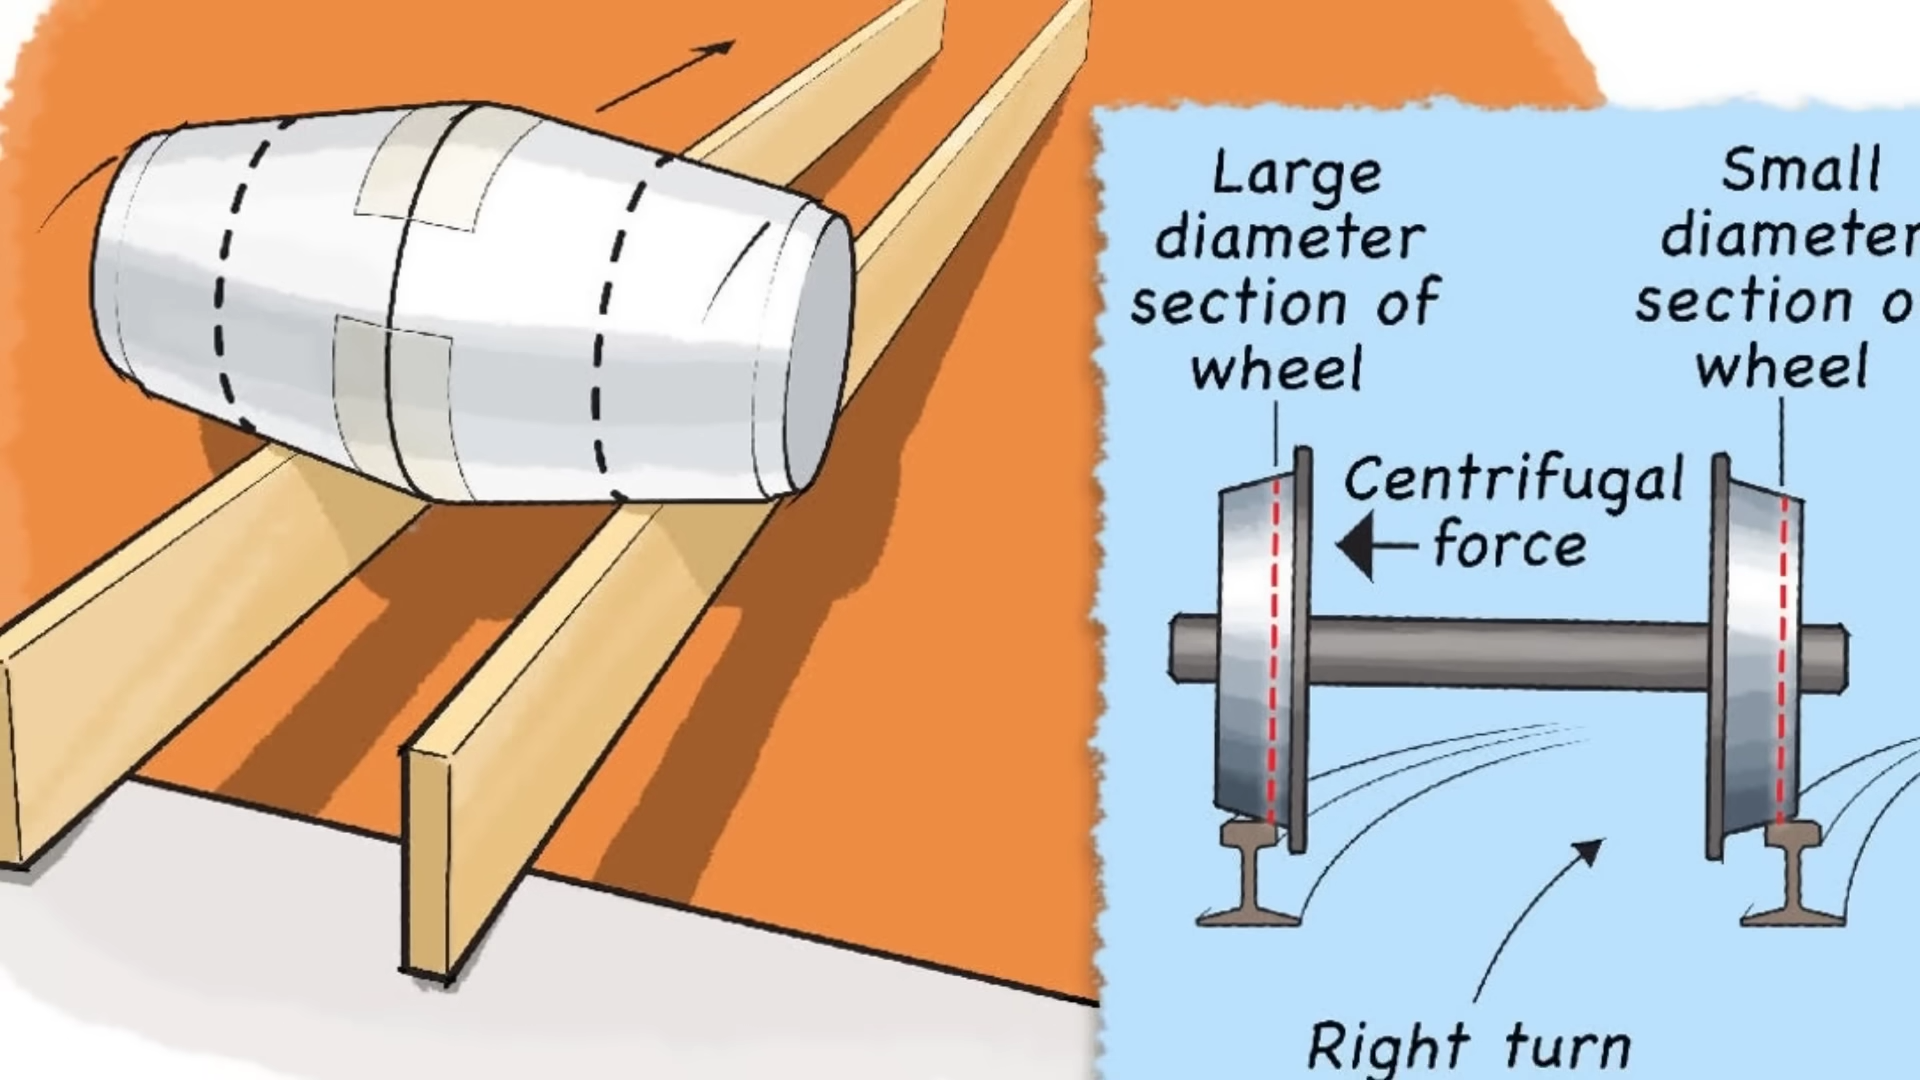 Large
diameter
section of
wheel
Small
diameter
section o
wheel
Centrifugal
force
Right turn